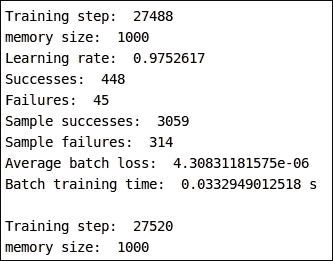 Training step:  27488
memory size:  1000
Learning rate:  0.9752617
Successes:  448
Failures:  45
Sample successes:  3059
Sample failures:  314
Average batch loss:  4.30831181575e-06
Batch training time:  0.0332949012518 s

Training step:  27520
memory size:  1000